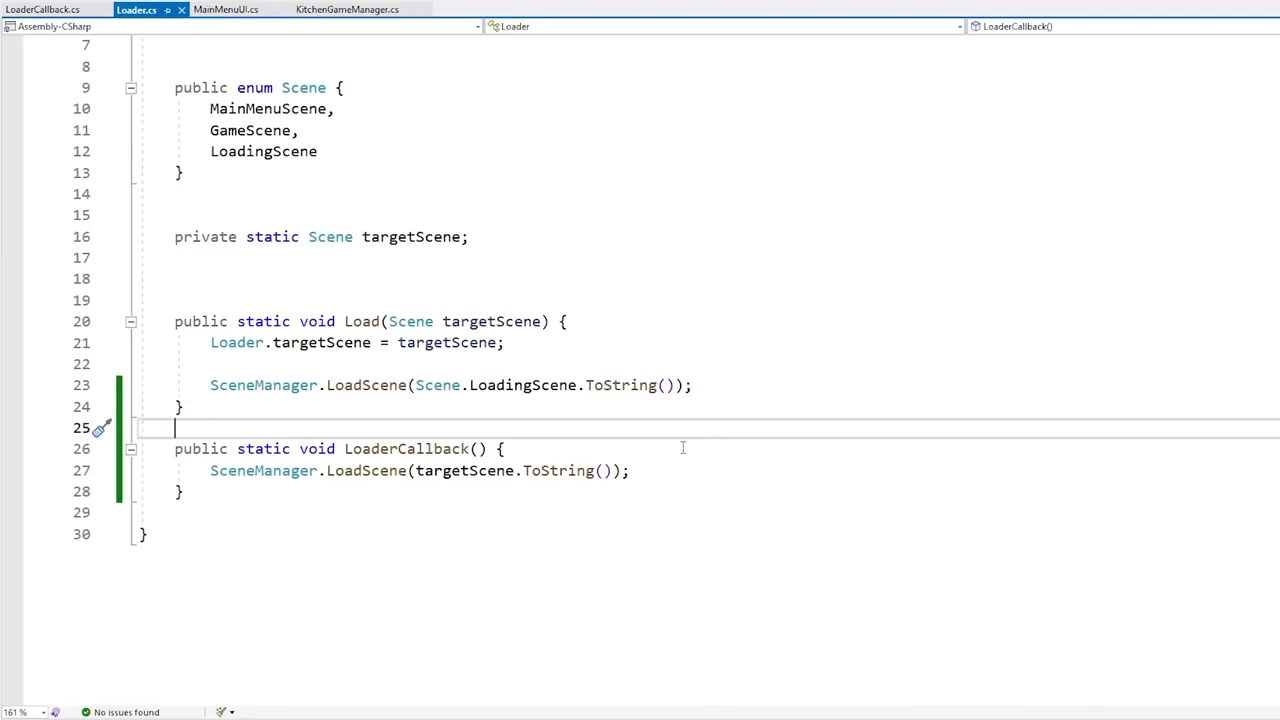 LoaderCallback.cs Loader.cs MainMenuUI.cs KitchenGameManager.cs
Assembly-CSharp Loader LoaderCallback()
7
8
9 public enum Scene {
10 MainMenuScene,
11 GameScene,
12 LoadingScene
13 }
14
15
16 private static Scene targetScene;
17
18
19
20 public static void Load(Scene targetScene) {
21 Loader.targetScene = targetScene;
22
23 SceneManager.LoadScene(Scene.LoadingScene.ToString());
24 }
25
26 public static void LoaderCallback() {
27 SceneManager.LoadScene(targetScene.ToString());
28 }
29
30 }
161 % No issues found